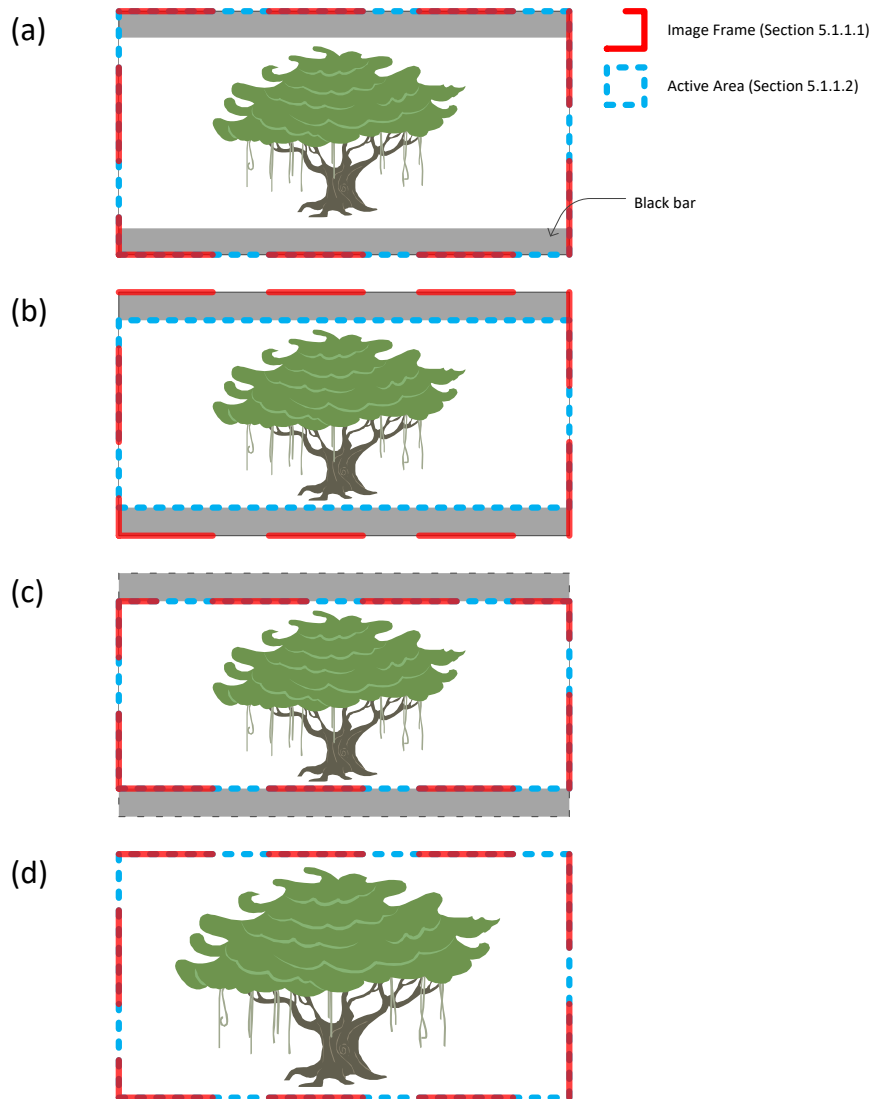 (a)
Image Frame (Section 5.1.1.1)
Active Area (Section 5.1.1.2)
Black bar
(b)
(c)
(d)